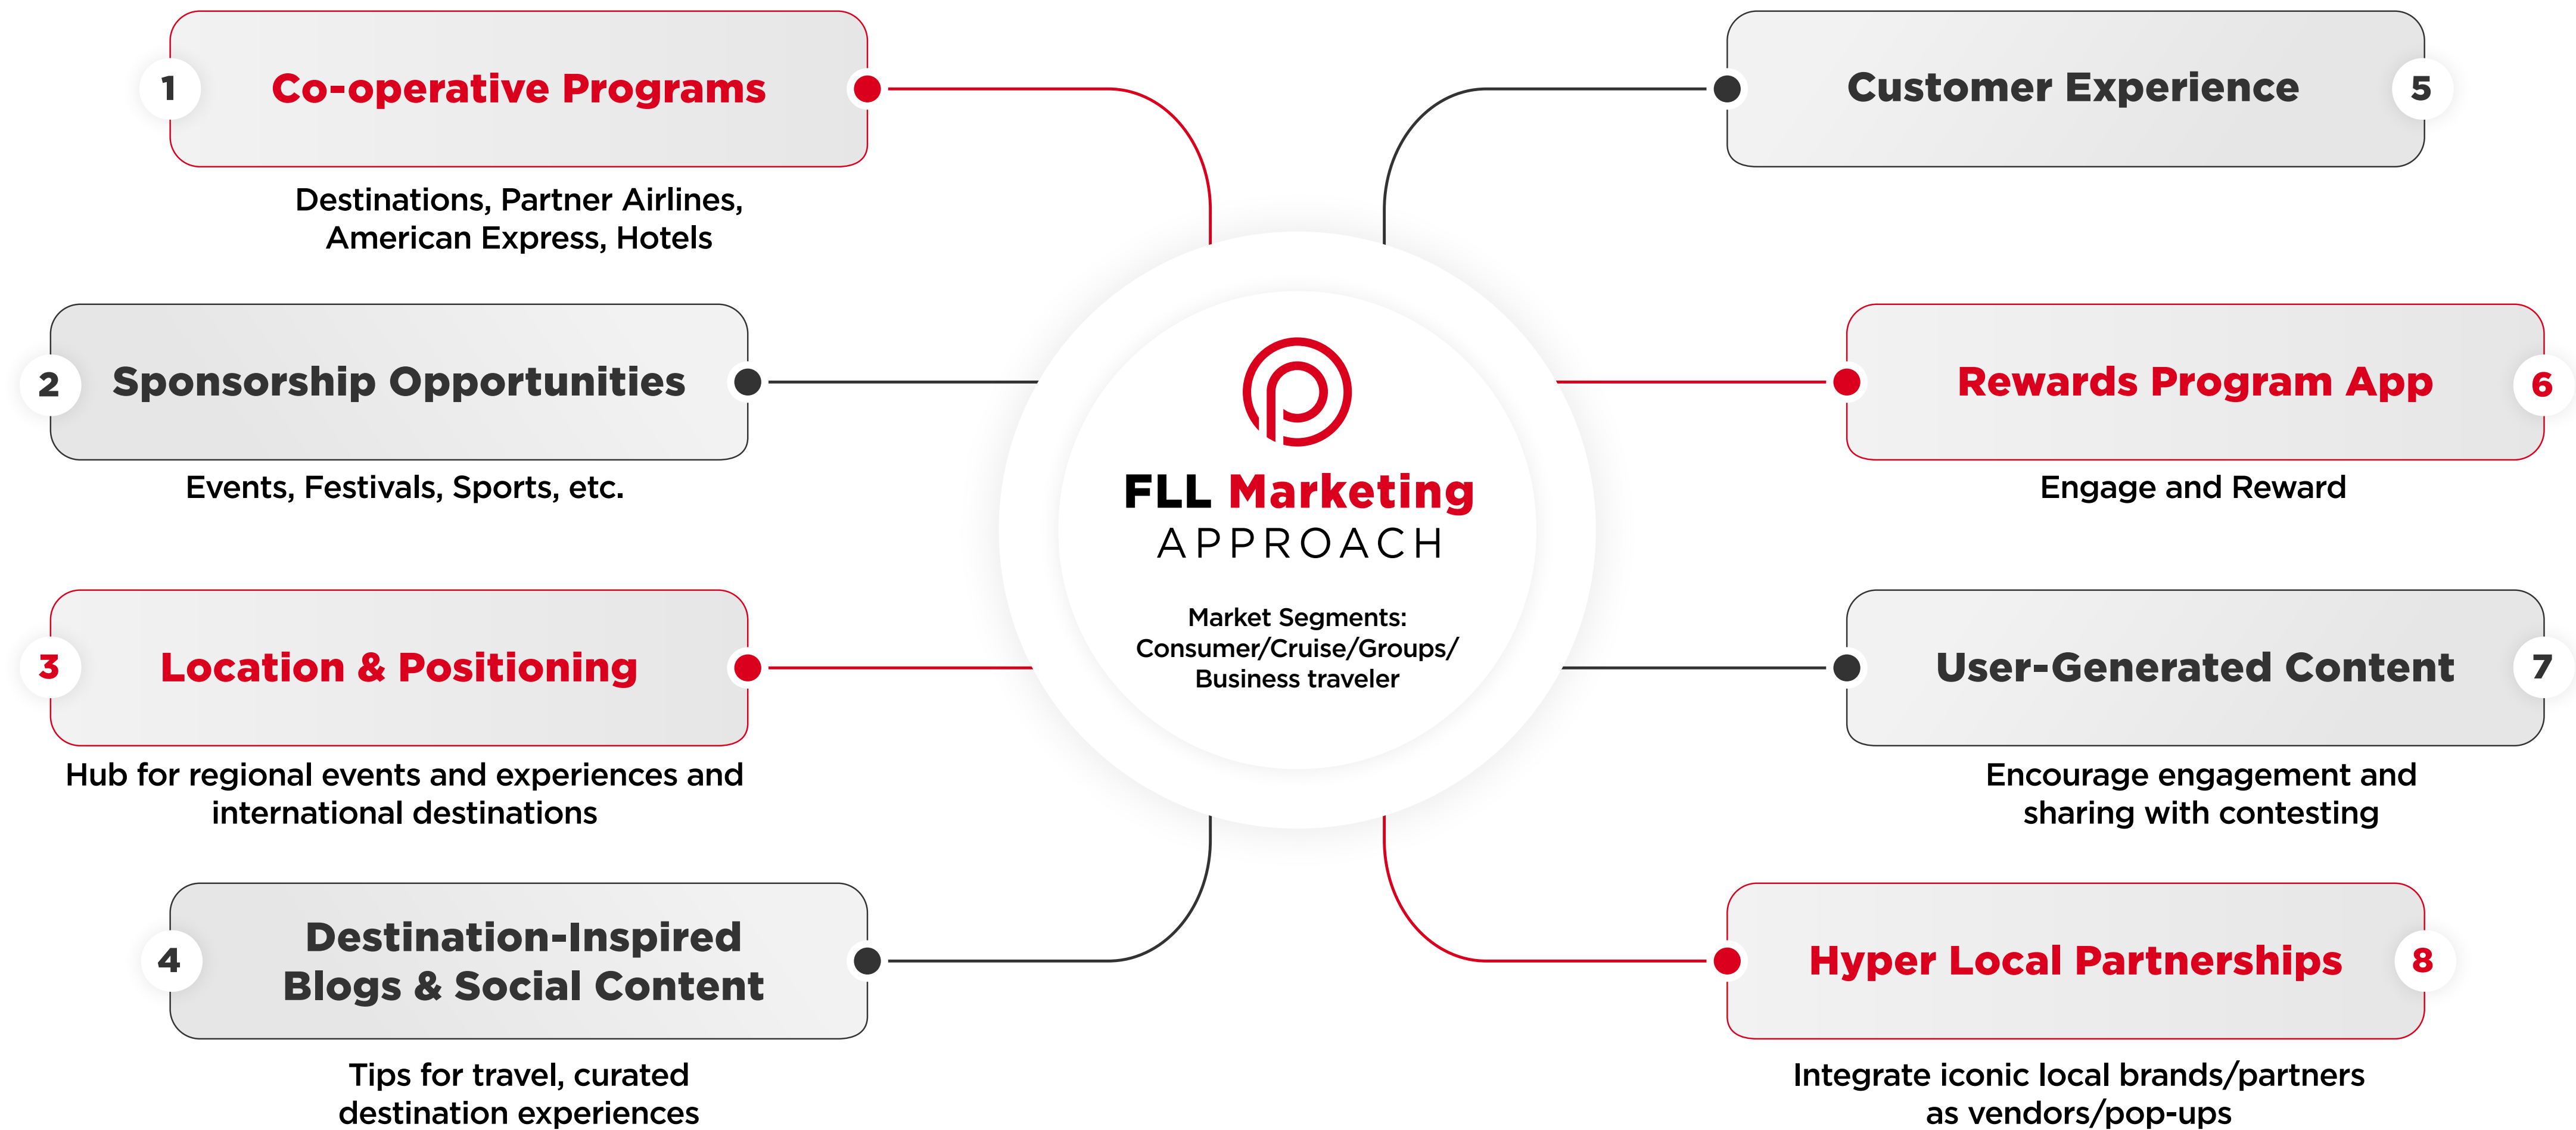 1
Co-operative Programs
Destinations, Partner Airlines,
American Express, Hotels
2
Sponsorship Opportunities
Events, Festivals, Sports, etc.
3
Location & Positioning
Hub for regional events and experiences and
international destinations
4
Destination-Inspired
Blogs & Social Content
Tips for travel, curated
destination experiences
FLL Marketing
APPROACH
Market Segments:
Consumer/Cruise/Groups/
Business traveler
Customer Experience
5
Rewards Program App
6
Engage and Reward
User-Generated Content
7
Encourage engagement and
sharing with contesting
Hyper Local Partnerships
8
Integrate iconic local brands/partners
as vendors/pop-ups